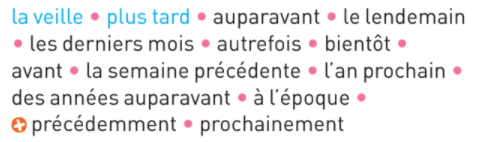 la veille • plus tard • auparavant • le lendemain
• les derniers mois • autrefois • bientôt •
avant • la semaine précédente • l'an prochain •
des années auparavant • à l'époque •
+ précédemment • prochainement